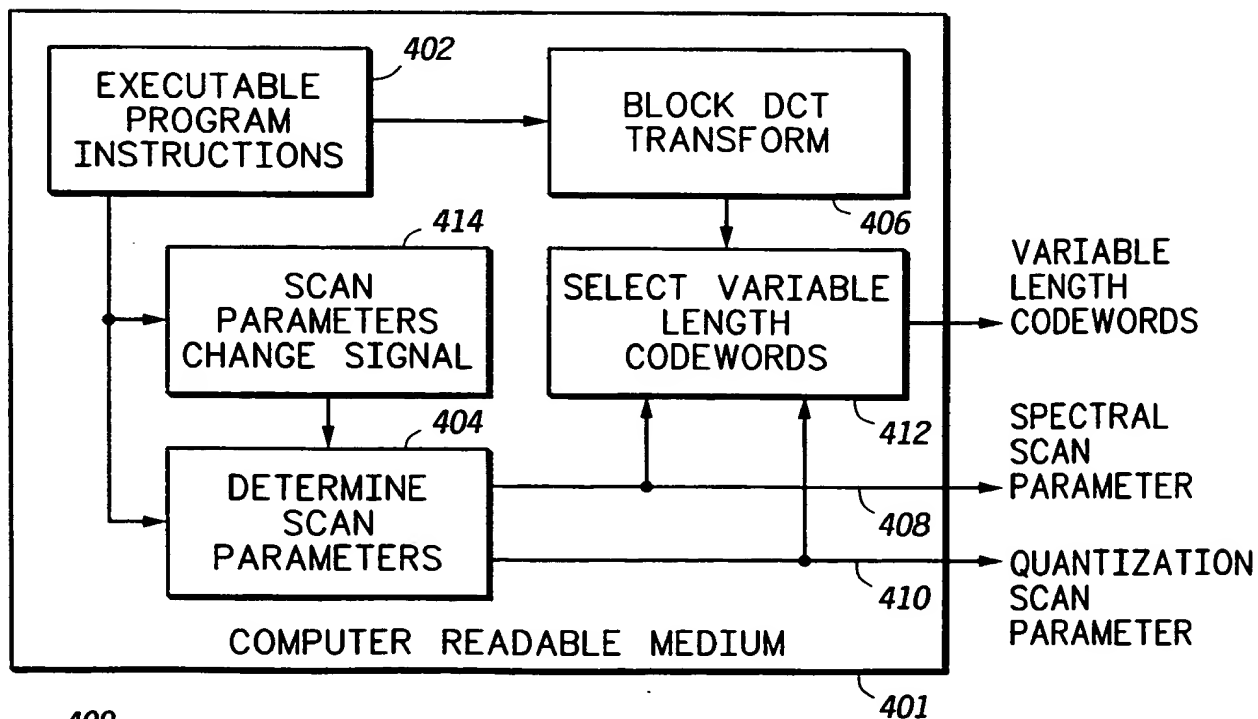 402
EXECUTABLE
PROGRAM
INSTRUCTIONS
BLOCK DCT
TRANSFORM
406
414
SCAN
PARAMETERS
CHANGE SIGNAL
SELECT VARIABLE
LENGTH
CODEWORDS
412
VARIABLE
LENGTH
CODEWORDS
404
DETERMINE
SCAN
PARAMETERS
408
SPECTRAL
SCAN
PARAMETER
410
QUANTIZATION
SCAN
PARAMETER
COMPUTER READABLE MEDIUM
401